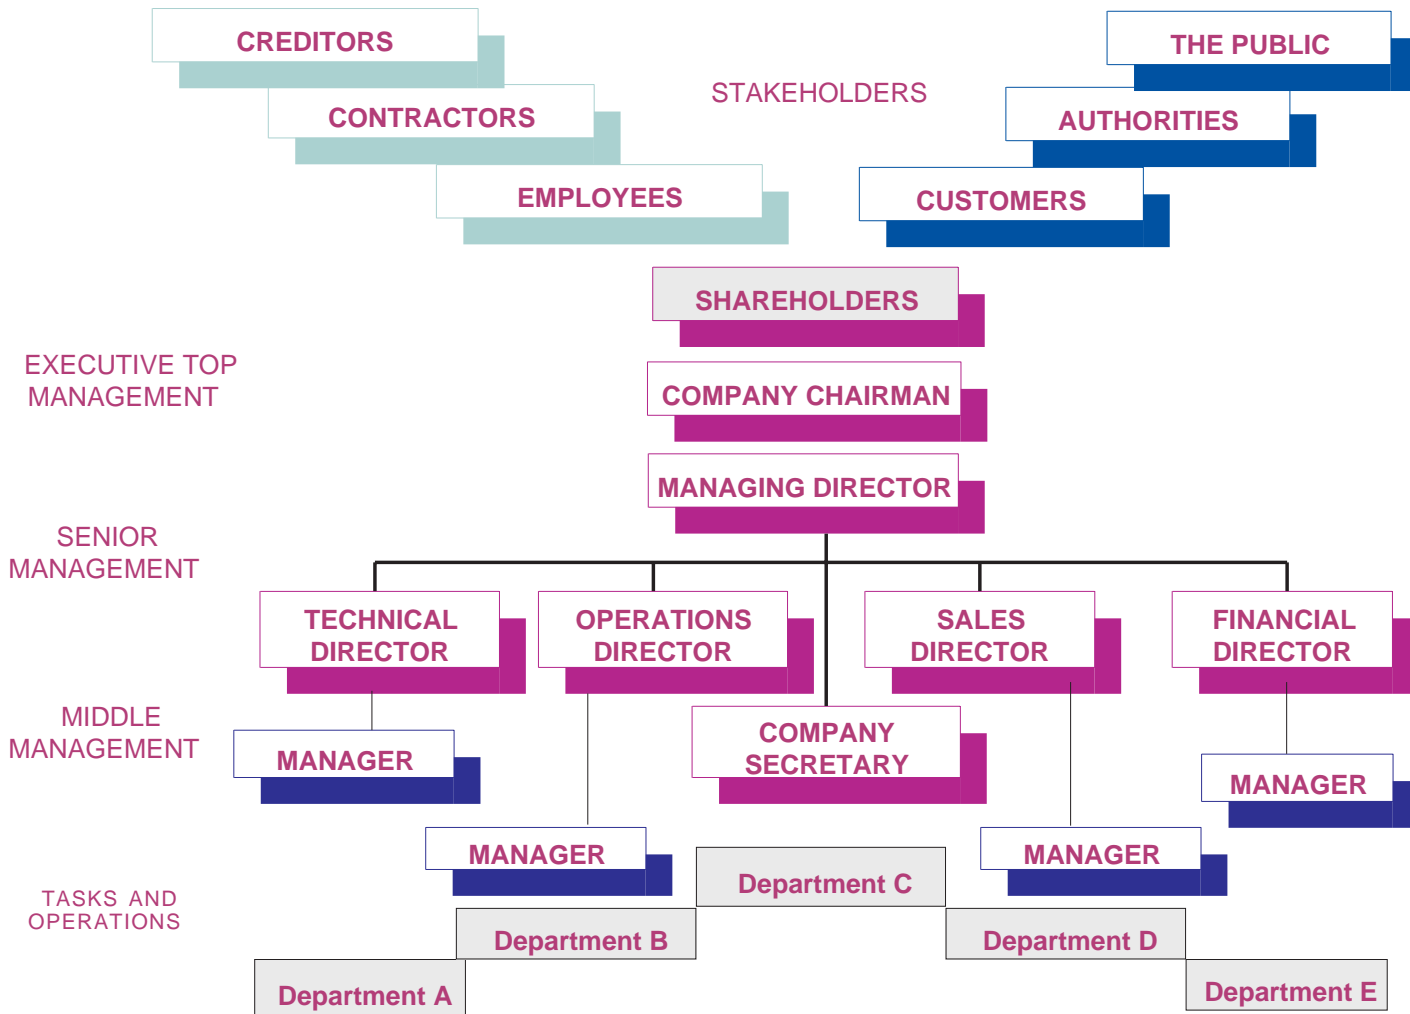 CREDITORS
THE PUBLIC
STAKEHOLDERS
CONTRACTORS
AUTHORITIES
EMPLOYEES
CUSTOMERS
SHAREHOLDERS
EXECUTIVE TOP
MANAGEMENT
COMPANY CHAIRMAN
MANAGING DIRECTOR
SENIOR
MANAGEMENT
TECHNICAL
DIRECTOR
OPERATIONS
DIRECTOR
SALES
DIRECTOR
FINANCIAL
DIRECTOR
MIDDLE
MANAGEMENT
MANAGER
COMPANY
SECRETARY
MANAGER
MANAGER
MANAGER
TASKS AND
OPERATIONS
Department C
Department B
Department D
Department A
Department E